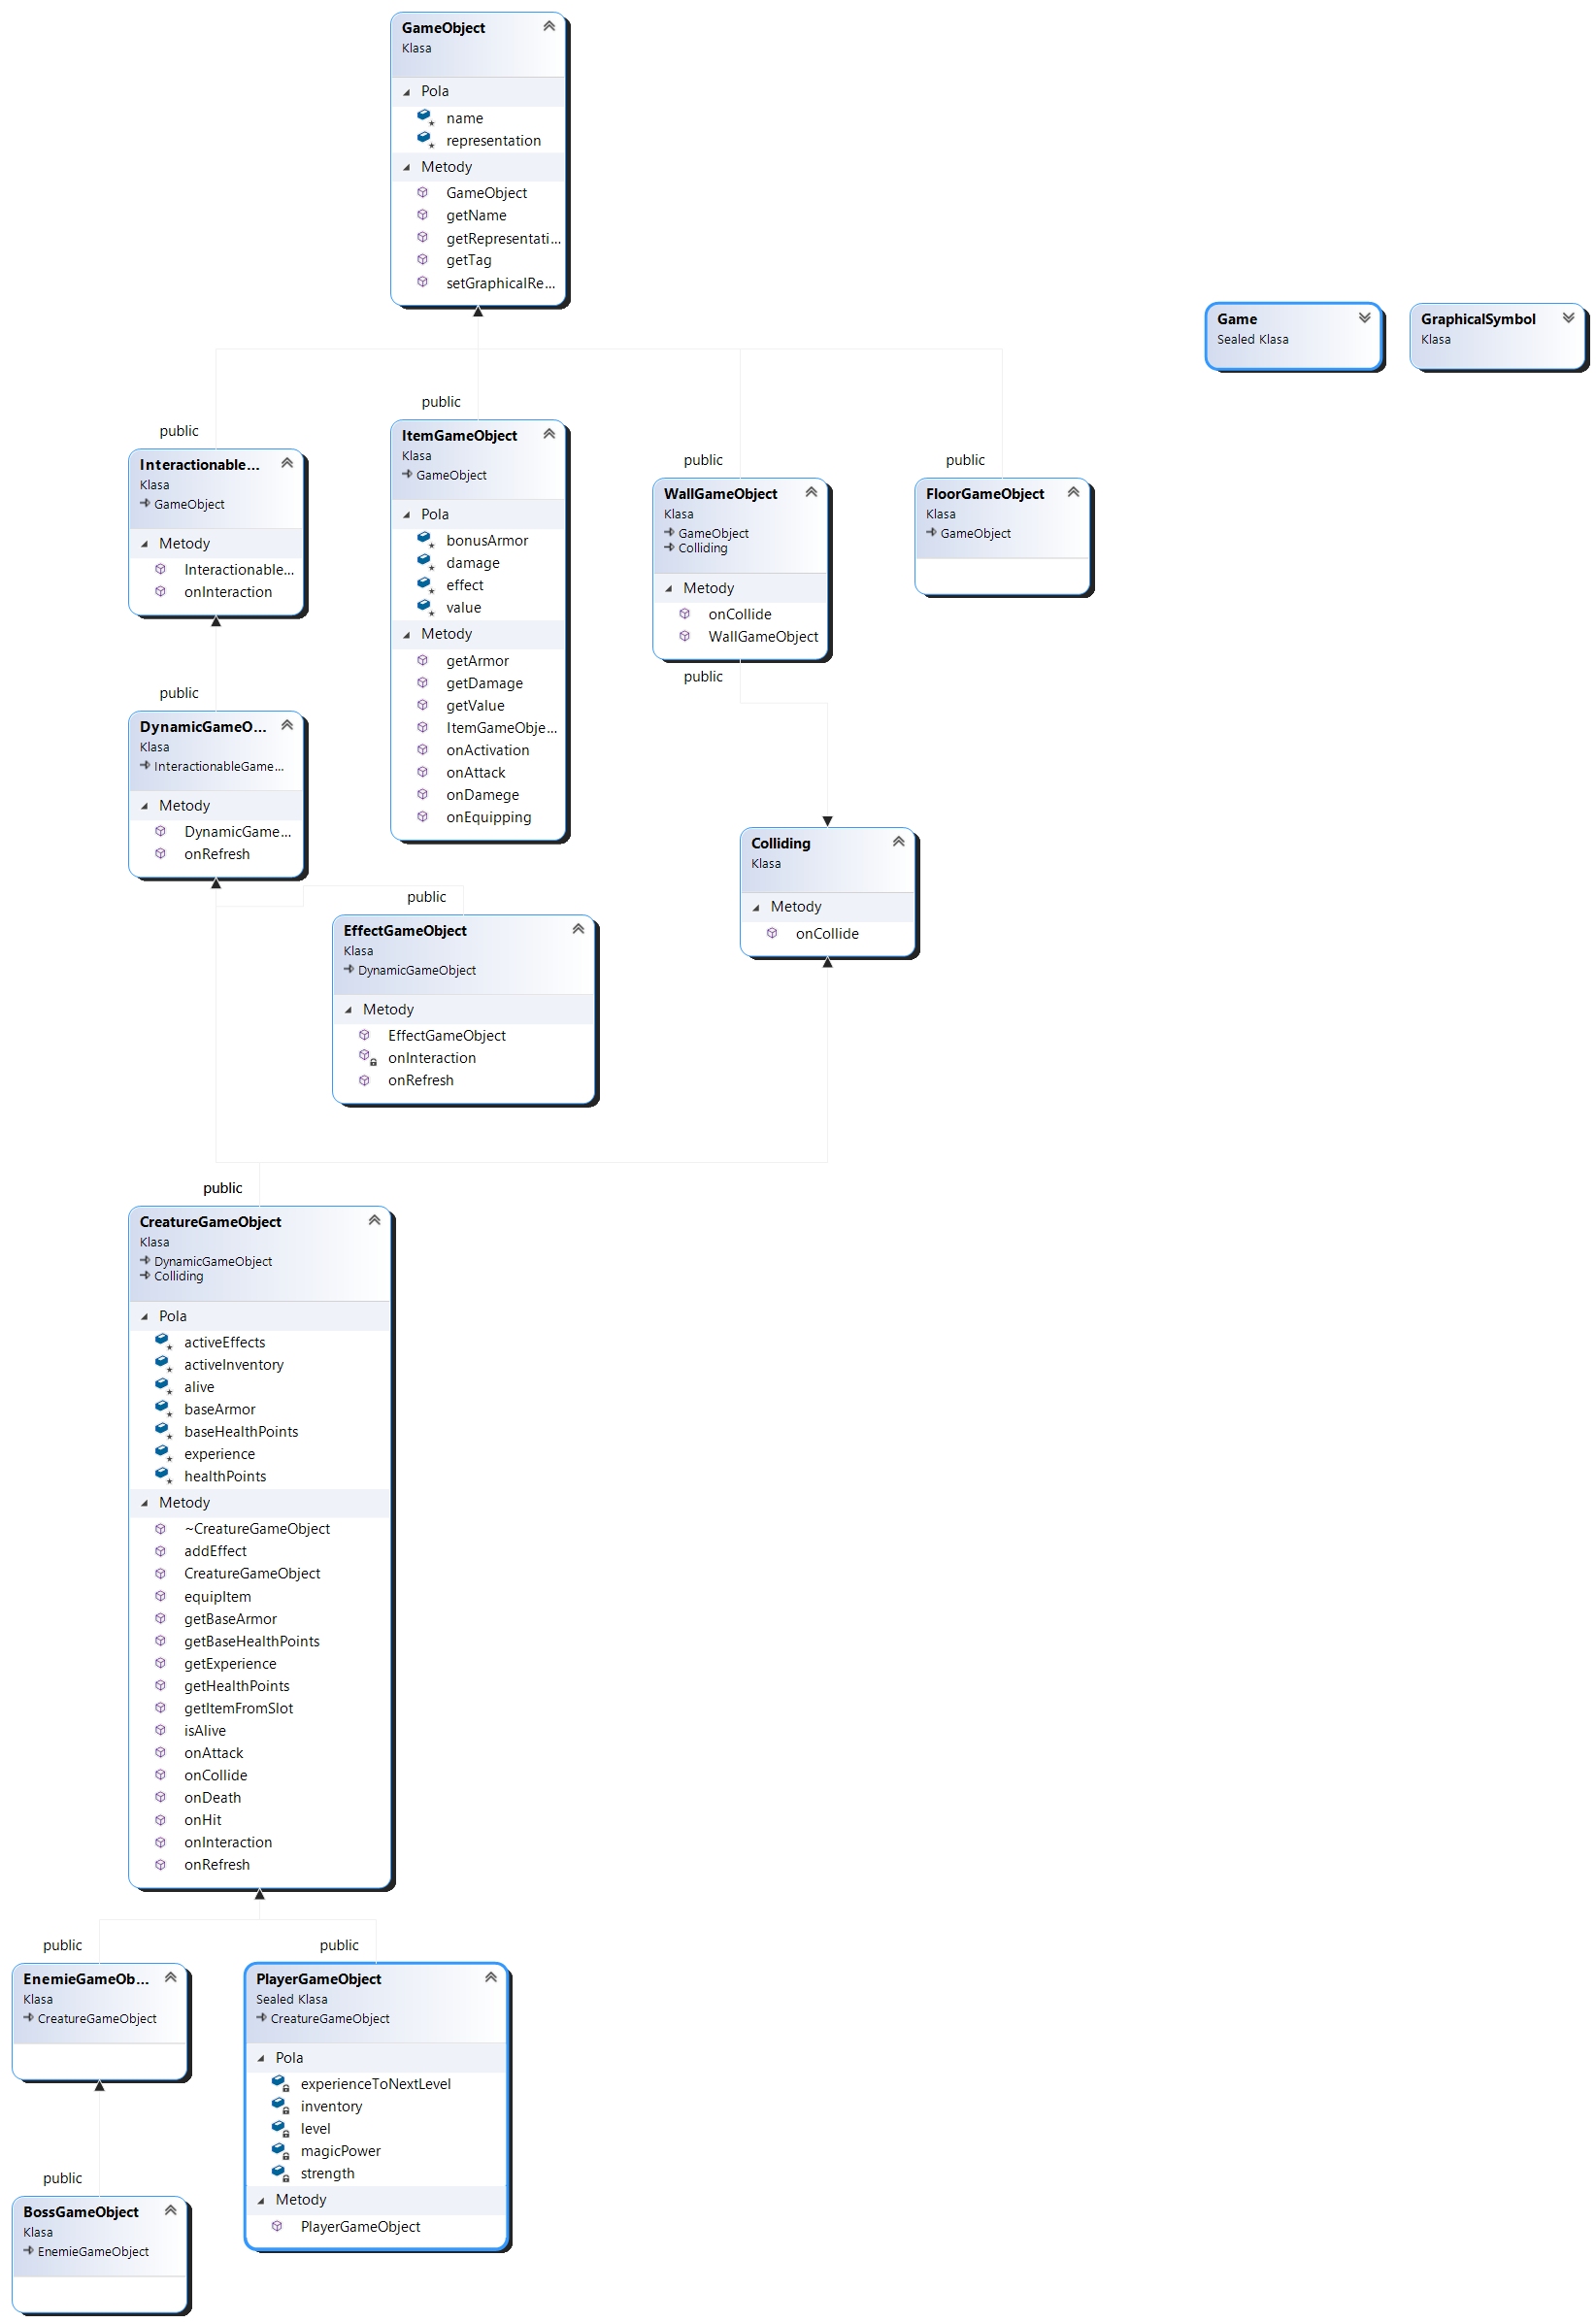 GameObject
Klasa
Pola
name
representation
Metody
GameObject
getName
getRepresentati...
getTag
setGraphicalRe...
Game
Sealed Klasa
GraphicalSymbol
Klasa
public
InteractionableGame...
Klasa
GameObject
Metody
Interactionable...
onInteraction
public
ItemGameObject
Klasa
GameObject
Pola
bonusArmor
damage
effect
value
Metody
getArmor
getDamage
getValue
ItemGameObje...
onActivation
onAttack
onDamege
onEquipping
public
WallGameObject
Klasa
GameObject
Colliding
Metody
onCollide
WallGameObject
public
public
FloorGameObject
Klasa
GameObject
public
DynamicGameO...
Klasa
InteractionableGame...
Metody
DynamicGame...
onRefresh
Colliding
Klasa
Metody
onCollide
public
EffectGameObject
Klasa
DynamicGameObject
Metody
EffectGameObject
onInteraction
onRefresh
public
CreatureGameObject
Klasa
DynamicGameObject
Colliding
Pola
activeEffects
activeInventory
alive
baseArmor
baseHealthPoints
experience
healthPoints
Metody
~CreatureGameObject
addEffect
CreatureGameObject
equipItem
getBaseArmor
getBaseHealthPoints
getExperience
getHealthPoints
getItemFromSlot
isAlive
onAttack
onCollide
onDeath
onHit
onInteraction
onRefresh
public
EnemieGameOb...
Klasa
CreatureGameObject
public
PlayerGameObject
Sealed Klasa
CreatureGameObject
Pola
experienceToNextLevel
inventory
level
magicPower
strength
Metody
PlayerGameObject
public
BossGameObject
Klasa
EnemieGameObject